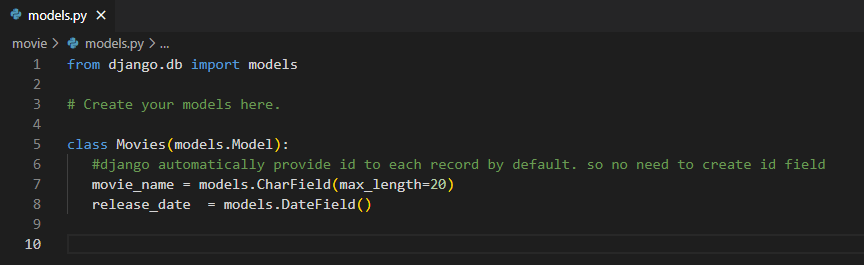 models.py ×
movie > models.py > ...
1 from django.db import models
2
3 # Create your models here.
4
5 class Movies(models.Model):
6 #django automatically provide id to each record by default. so no need to create id field
7 movie_name = models.CharField(max_length=20)
8 release_date  = models.DateField()
9
10